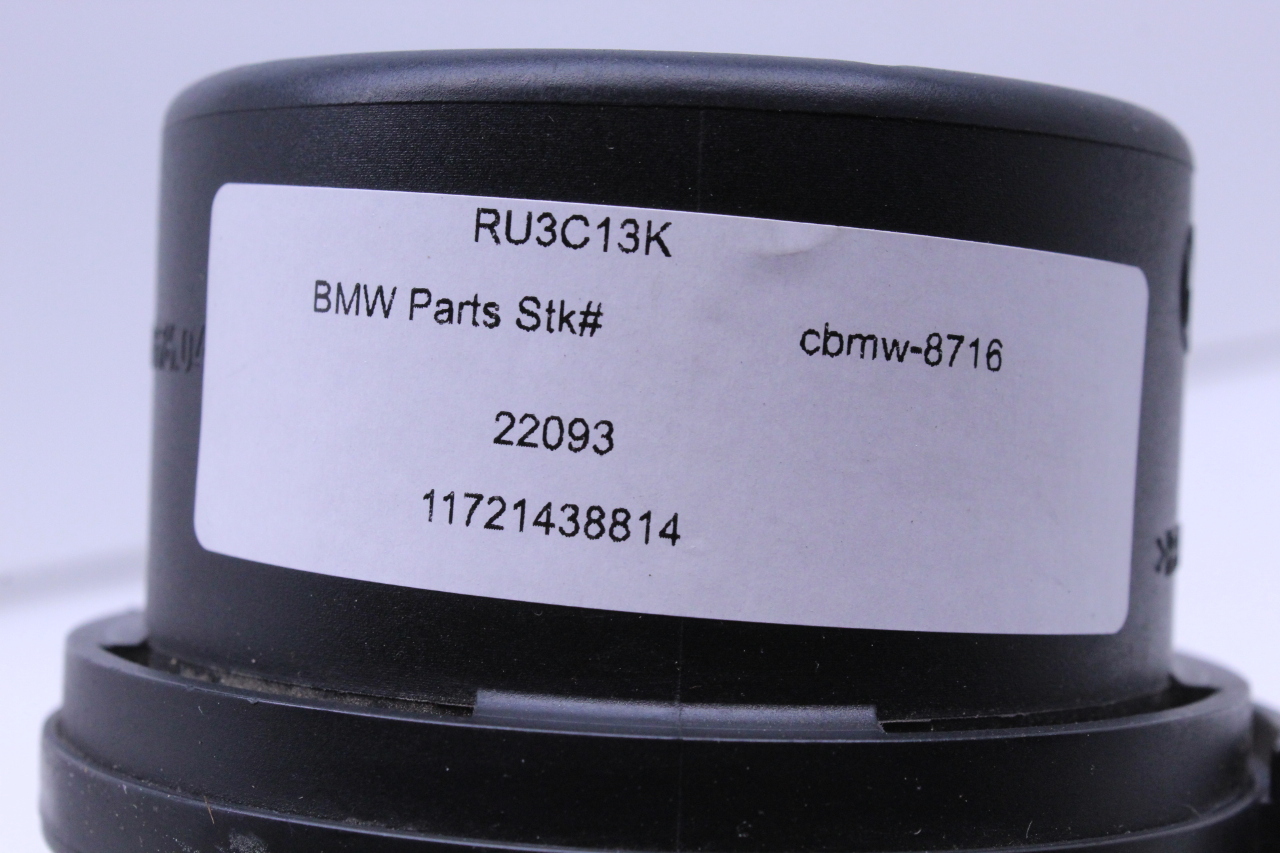 RU3C13K
BMW Parts Stk# cbmw-8716
22093
11721438814